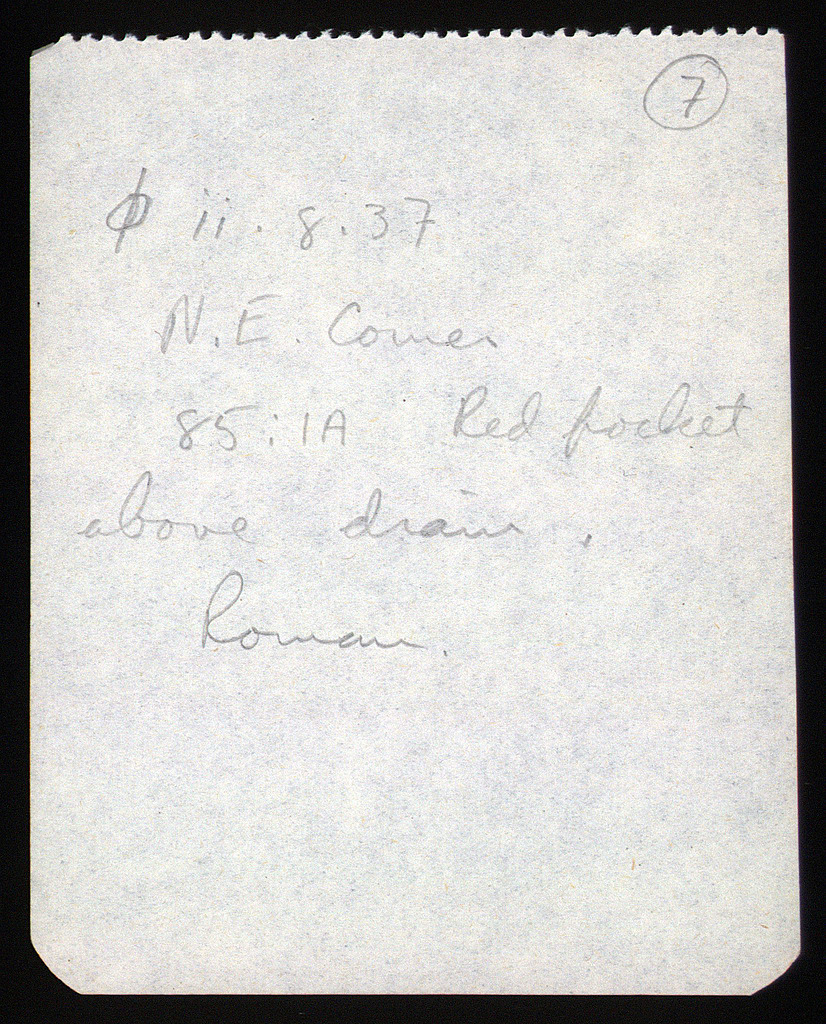 7
ϕ ii. 8. 37
N.E. Corner
85:1A Red pocket
above drain.
Roman.